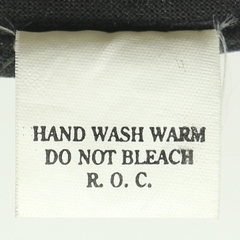 HAND WASH WARM
DO NOT BLEACH
R. O. C.